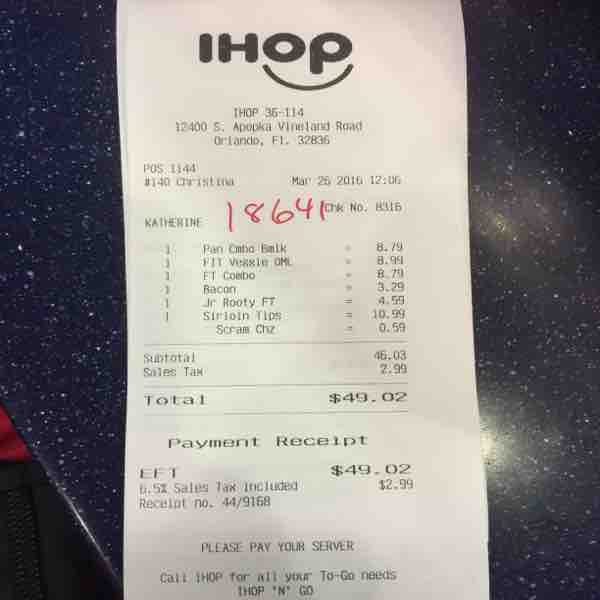 IHOP
IHOP 36-114
12400 S. Apopka Vineland Road
Orlando, Fl. 32836
POS 1144
#140 Christina Mar 26 2016 12:06
18641 Chk No. 8316
KATHERINE
1 Pan Cmbo Bmlk = 8.79
1 FIT Veggie OML = 8.99
1 FT Combo = 8.79
1 Bacon = 3.29
1 Jr Rooty FT = 4.59
1 Sirloin Tips = 10.99
Scram Chz = 0.59
Subtotal 46.03
Sales Tax 2.99
Total $49.02
Payment Receipt
EFT $49.02
6.5% Sales Tax included $2.99
Receipt no. 44/9168
PLEASE PAY YOUR SERVER
Call IHOP for all your To-Go needs
IHOP 'N' GO